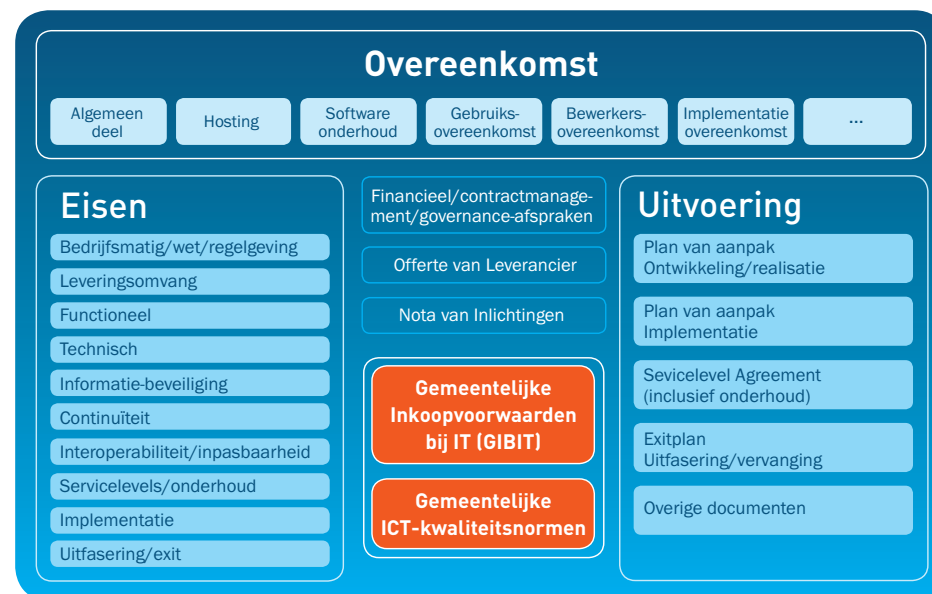 Overeenkomst
Algemeen
deel
Hosting
Software
onderhoud
Gebruiks-
overeenkomst
Bewerkers-
overeenkomst
Implementatie
overeenkomst
...
Eisen
Bedrijfsmatig/wet/regelgeving
Leveringsomvang
Functioneel
Technisch
Informatie-beveiliging
Continuïteit
Interoperabiliteit/inpasbaarheid
Servicelevels/onderhoud
Implementatie
Uitfasering/exit
Financieel/contractmanage-
ment/governance-afspraken
Offerte van Leverancier
Nota van Inlichtingen
Gemeentelijke
Inkoopvoorwaarden
bij IT (GIBIT)
Gemeentelijke
ICT-kwaliteitsnormen
Uitvoering
Plan van aanpak
Ontwikkeling/realisatie
Plan van aanpak
Implementatie
Sevicelevel Agreement
(inclusief onderhoud)
Exitplan
Uitfasering/vervanging
Overige documenten